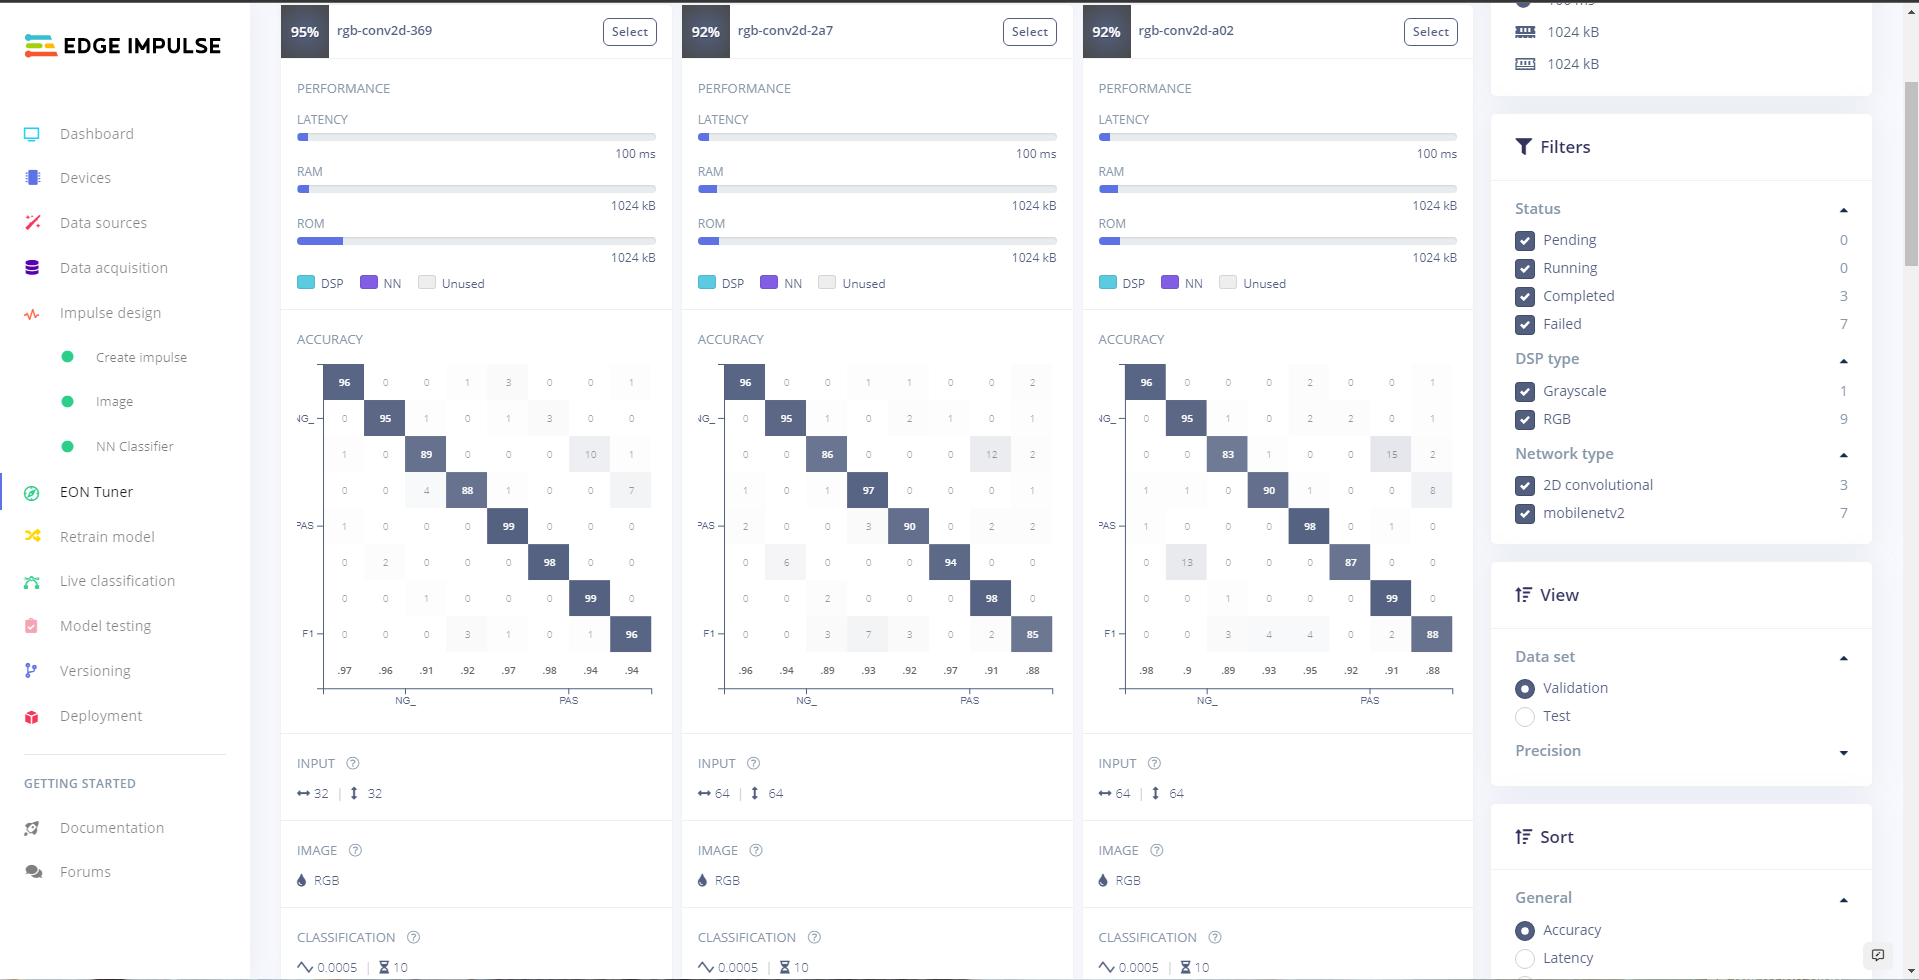 EDGE IMPULSE
Dashboard
Devices
Data sources
Data acquisition
Impulse design
Create impulse
Image
NN Classifier
EON Tuner
Retrain model
Live classification
Model testing
Versioning
Deployment
GETTING STARTED
Documentation
Forums
95% rgb-conv2d-369 Select
PERFORMANCE
LATENCY
100 ms
RAM
1024 kB
ROM
1024 kB
DSP NN Unused
ACCURACY
96 0 0 1 3 0 0 1
NG_ 0 95 1 0 1 3 0 0
1 0 89 0 0 0 10 1
0 0 4 88 1 0 0 7
PAS 1 0 0 0 99 0 0 0
0 2 0 0 0 98 0 0
0 0 1 0 0 0 99 0
F1 0 0 0 3 1 0 1 96
.97 .96 .91 .92 .97 .98 .94 .94
NG_ PAS
INPUT
32 | 32
IMAGE
RGB
CLASSIFICATION
0.0005 | 10
92% rgb-conv2d-2a7 Select
PERFORMANCE
LATENCY
100 ms
RAM
1024 kB
ROM
1024 kB
DSP NN Unused
ACCURACY
96 0 0 1 1 0 0 2
NG_ 0 95 1 0 2 1 0 1
0 0 86 0 0 0 12 2
1 0 1 97 0 0 0 1
PAS 2 0 0 3 90 0 2 2
0 6 0 0 0 94 0 0
0 0 2 0 0 0 98 0
F1 0 0 3 7 3 0 2 85
.96 .94 .89 .93 .92 .97 .91 .88
NG_ PAS
INPUT
64 | 64
IMAGE
RGB
CLASSIFICATION
0.0005 | 10
92% rgb-conv2d-a02 Select
PERFORMANCE
LATENCY
100 ms
RAM
1024 kB
ROM
1024 kB
DSP NN Unused
ACCURACY
96 0 0 0 2 0 0 1
NG_ 0 95 1 0 2 2 0 1
0 0 83 1 0 0 15 2
1 1 0 90 1 0 0 8
PAS 1 0 0 0 98 0 1 0
0 13 0 0 0 87 0 0
0 0 1 0 0 0 99 0
F1 0 0 3 4 4 0 2 88
.98 .9 .89 .93 .95 .92 .91 .88
NG_ PAS
INPUT
64 | 64
IMAGE
RGB
CLASSIFICATION
0.0005 | 10
100 ms
1024 kB
1024 kB
Filters
Status
Pending 0
Running 0
Completed 3
Failed 7
DSP type
Grayscale 1
RGB 9
Network type
2D convolutional 3
mobilenetv2 7
View
Data set
Validation
Test
Precision
Sort
General
Accuracy
Latency